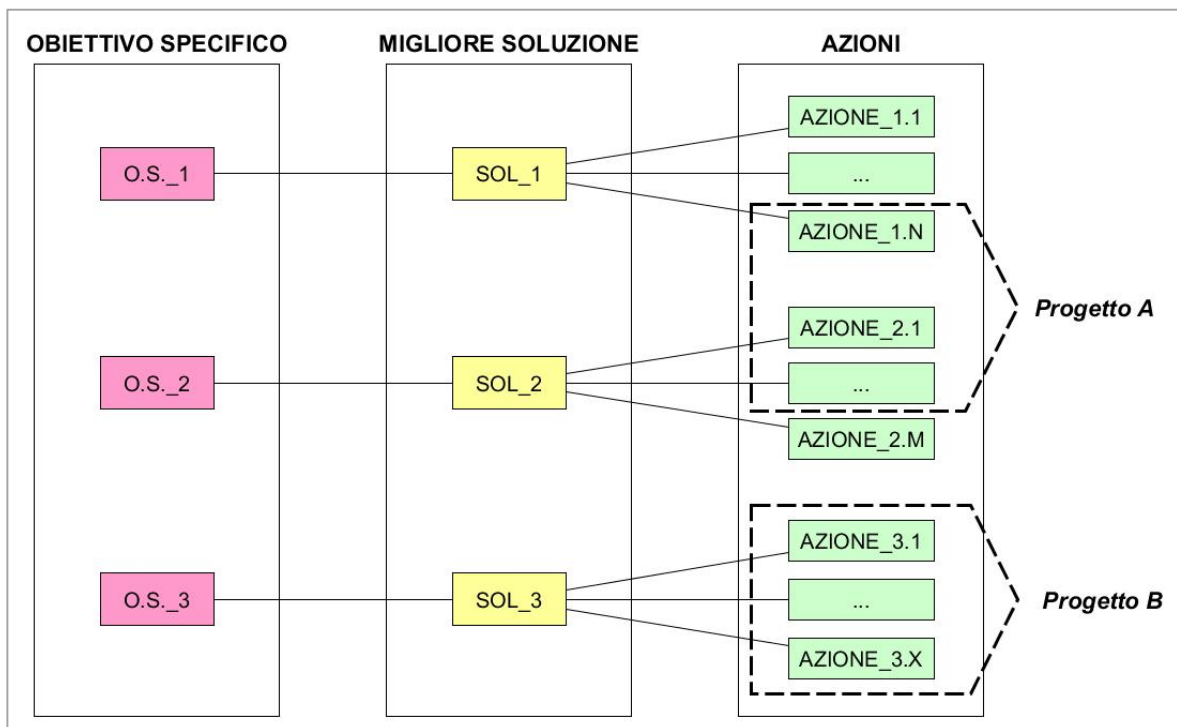 OBIETTIVO SPECIFICO
MIGLIORE SOLUZIONE
AZIONI
O.S._1
SOL_1
AZIONE_1.1
...
AZIONE_1.N
Progetto A
O.S._2
SOL_2
AZIONE_2.1
...
AZIONE_2.M
O.S._3
SOL_3
AZIONE_3.1
...
AZIONE_3.X
Progetto B